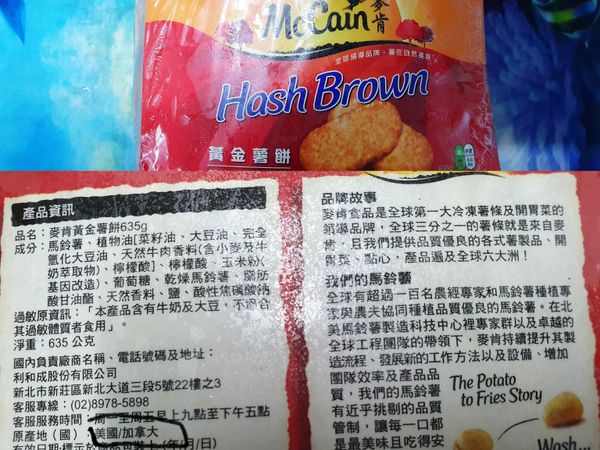 McCain 麥肯
全球領導品牌，薯在自然美味
Hash Brown
黃金薯餅
產品資訊
品名：麥肯黃金薯餅635g
成分：馬鈴薯、植物油[菜籽油、大豆油、完全
氫化大豆油、天然牛肉香料(含小麥及牛
奶萃取物)、檸檬酸]、檸檬酸、玉米粉(
基因改造)、葡萄糖、乾燥馬鈴薯、脂肪
酸甘油酯、天然香料、鹽、酸性焦磷酸鈉
過敏原資訊：「本產品含有牛奶及大豆，不適合
其過敏體質者食用」。
淨重：635 公克
國內負責廠商名稱、電話號碼及地址：
利和成股份有限公司
新北市新莊區新北大道三段5號22樓之3
客服專線：(02)8978-5898
客服服務時間：周一至周五早上九點至下午五點
原產地（國）：美國/加拿大
有效日期:標示於 (年/月/日)
品牌故事
麥肯食品是全球第一大冷凍薯條及開胃菜的
領導品牌，全球三分之一的薯條就是來自麥
肯，且我們提供品質優良的各式薯製品、開
胃菜、點心，產品遍及全球六大洲！
我們的馬鈴薯
全球有超過一百名農經專家和馬鈴薯種植專
家與農夫協同種植品質優良的馬鈴薯。在北
美馬鈴薯製造科技中心裡專家群以及卓越的
全球工程團隊的帶領下，麥肯持續提升其製
造流程、發展新的工作方法以及設備、增加
團隊效率及產品品
質，我們的馬鈴薯
有近乎挑剔的品質
管制，讓每一口都
是最美味且吃得安
The Potato
to Fries Story
Wash...